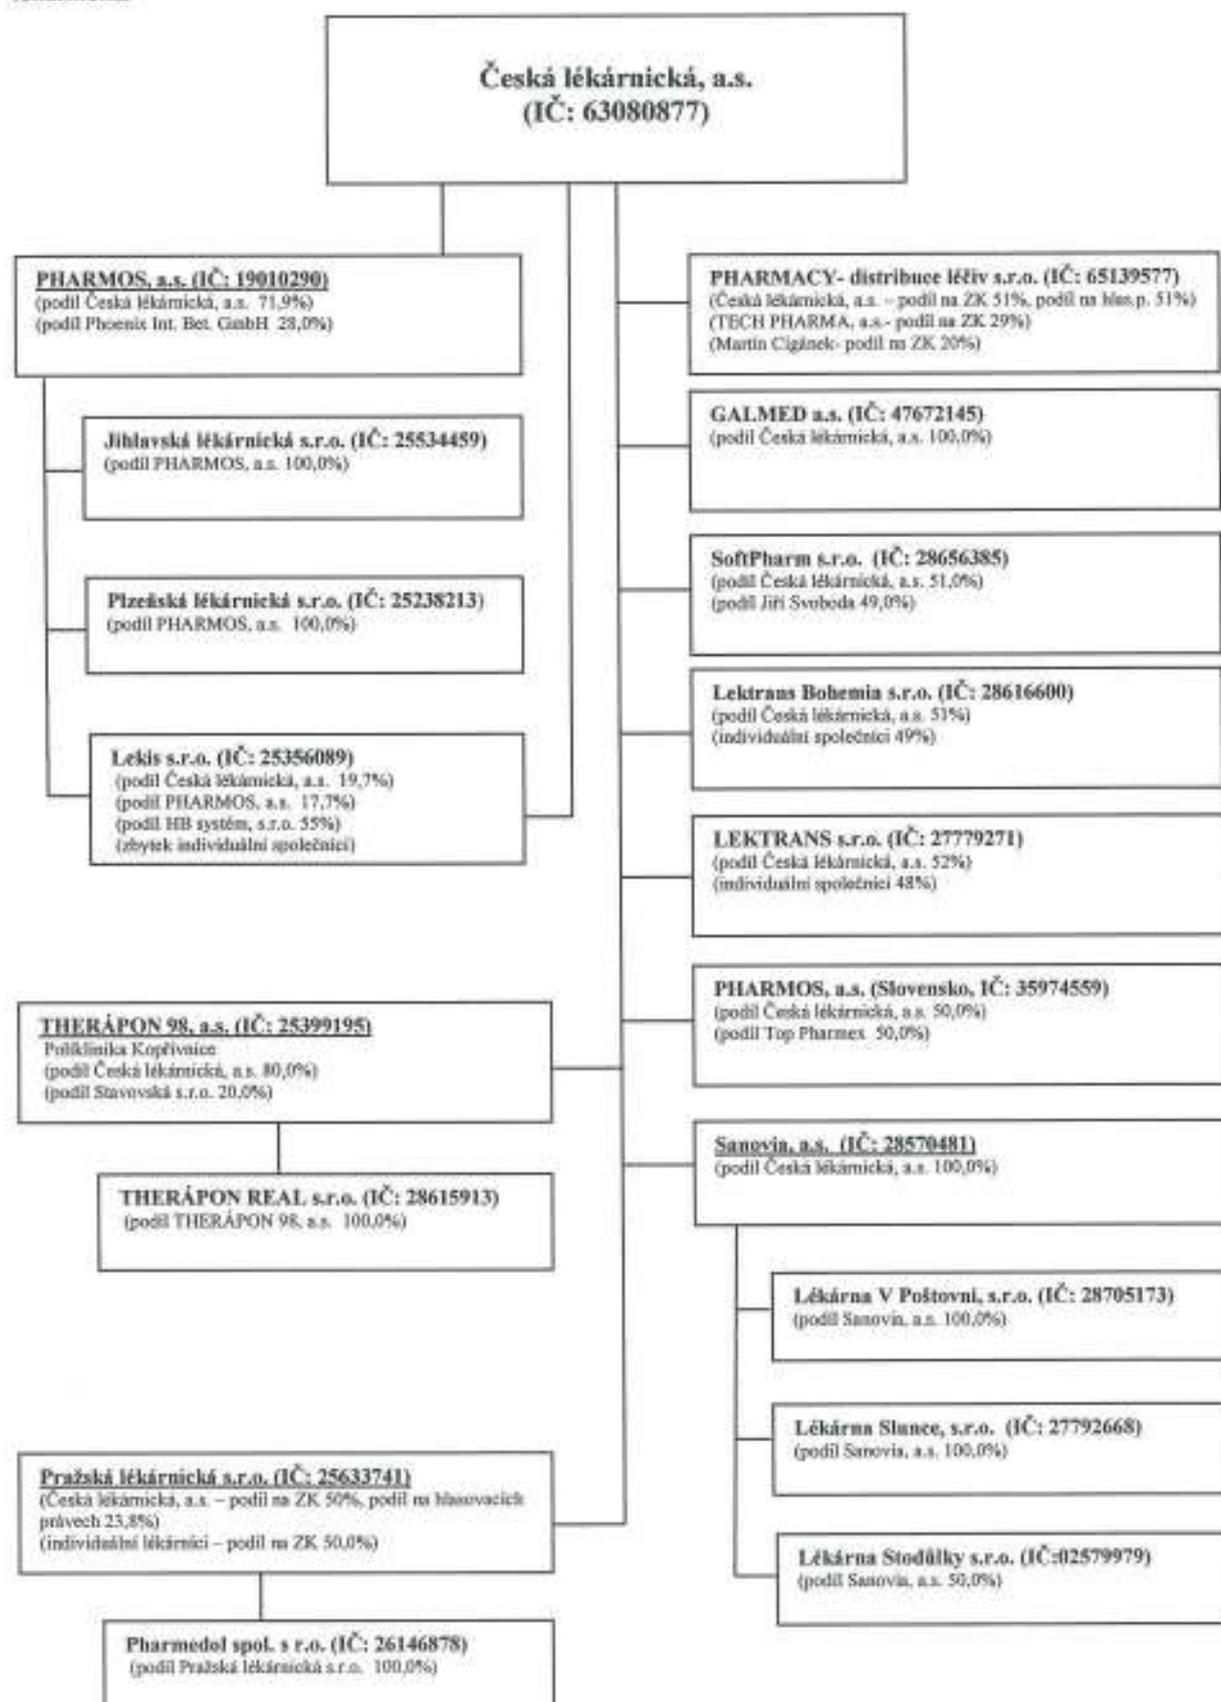 Česká lékárnická, a.s.
(IČ: 63080877)
PHARMOS, a.s. (IČ: 19010290)
(podíl Česká lékárnická, a.s. 71,9%)
(podíl Phoenix Int. Bet. GmbH 28,0%)
Jihlavská lékárnická s.r.o. (IČ: 25534459)
(podíl PHARMOS, a.s. 100,0%)
Plzeňská lékárnická s.r.o. (IČ: 25238213)
(podíl PHARMOS, a.s. 100,0%)
Lekis s.r.o. (IČ: 25356089)
(podíl Česká lékárnická, a.s. 19,7%)
(podíl PHARMOS, a.s. 17,7%)
(podíl HB systém, s.r.o. 55%)
(zbytek individuální společníci)
THERÁPON 98, a.s. (IČ: 25399195)
Poliklinika Kopřivnice
(podíl Česká lékárnická, a.s. 80,0%)
(podíl Stavovská s.r.o. 20,0%)
THERÁPON REAL s.r.o. (IČ: 28615913)
(podíl THERÁPON 98, a.s. 100,0%)
Pražská lékárnická s.r.o. (IČ: 25633741)
(Česká lékárnická, a.s. – podíl na ZK 50%, podíl na hlasovacích
právech 23,8%)
(individuální lékárníci – podíl na ZK 50,0%)
Pharmedol spol. s r.o. (IČ: 26146878)
(podíl Pražská lékárnická s.r.o. 100,0%)
PHARMACY- distribuce léčiv s.r.o. (IČ: 65139577)
(Česká lékárnická, a.s. – podíl na ZK 51%, podíl na hlas.p. 51%)
(TECH PHARMA, a.s.- podíl na ZK 29%)
(Martin Cigánek- podíl na ZK 20%)
GALMED a.s. (IČ: 47672145)
(podíl Česká lékárnická, a.s. 100,0%)
SoftPharm s.r.o. (IČ: 28656385)
(podíl Česká lékárnická, a.s. 51,0%)
(podíl Jiří Svoboda 49,0%)
Lektrans Bohemia s.r.o. (IČ: 28616600)
(podíl Česká lékárnická, a.s. 51%)
(individuální společníci 49%)
LEKTRANS s.r.o. (IČ: 27779271)
(podíl Česká lékárnická, a.s. 52%)
(individuální společníci 48%)
PHARMOS, a.s. (Slovensko, IČ: 35974559)
(podíl Česká lékárnická, a.s. 50,0%)
(podíl Top Pharmex 50,0%)
Sanovia, a.s. (IČ: 28570481)
(podíl Česká lékárnická, a.s. 100,0%)
Lékárna V Poštovní, s.r.o. (IČ: 28705173)
(podíl Sanovia, a.s. 100,0%)
Lékárna Slunce, s.r.o. (IČ: 27792668)
(podíl Sanovia, a.s. 100,0%)
Lékárna Stodůlky s.r.o. (IČ:02579979)
(podíl Sanovia, a.s. 50,0%)